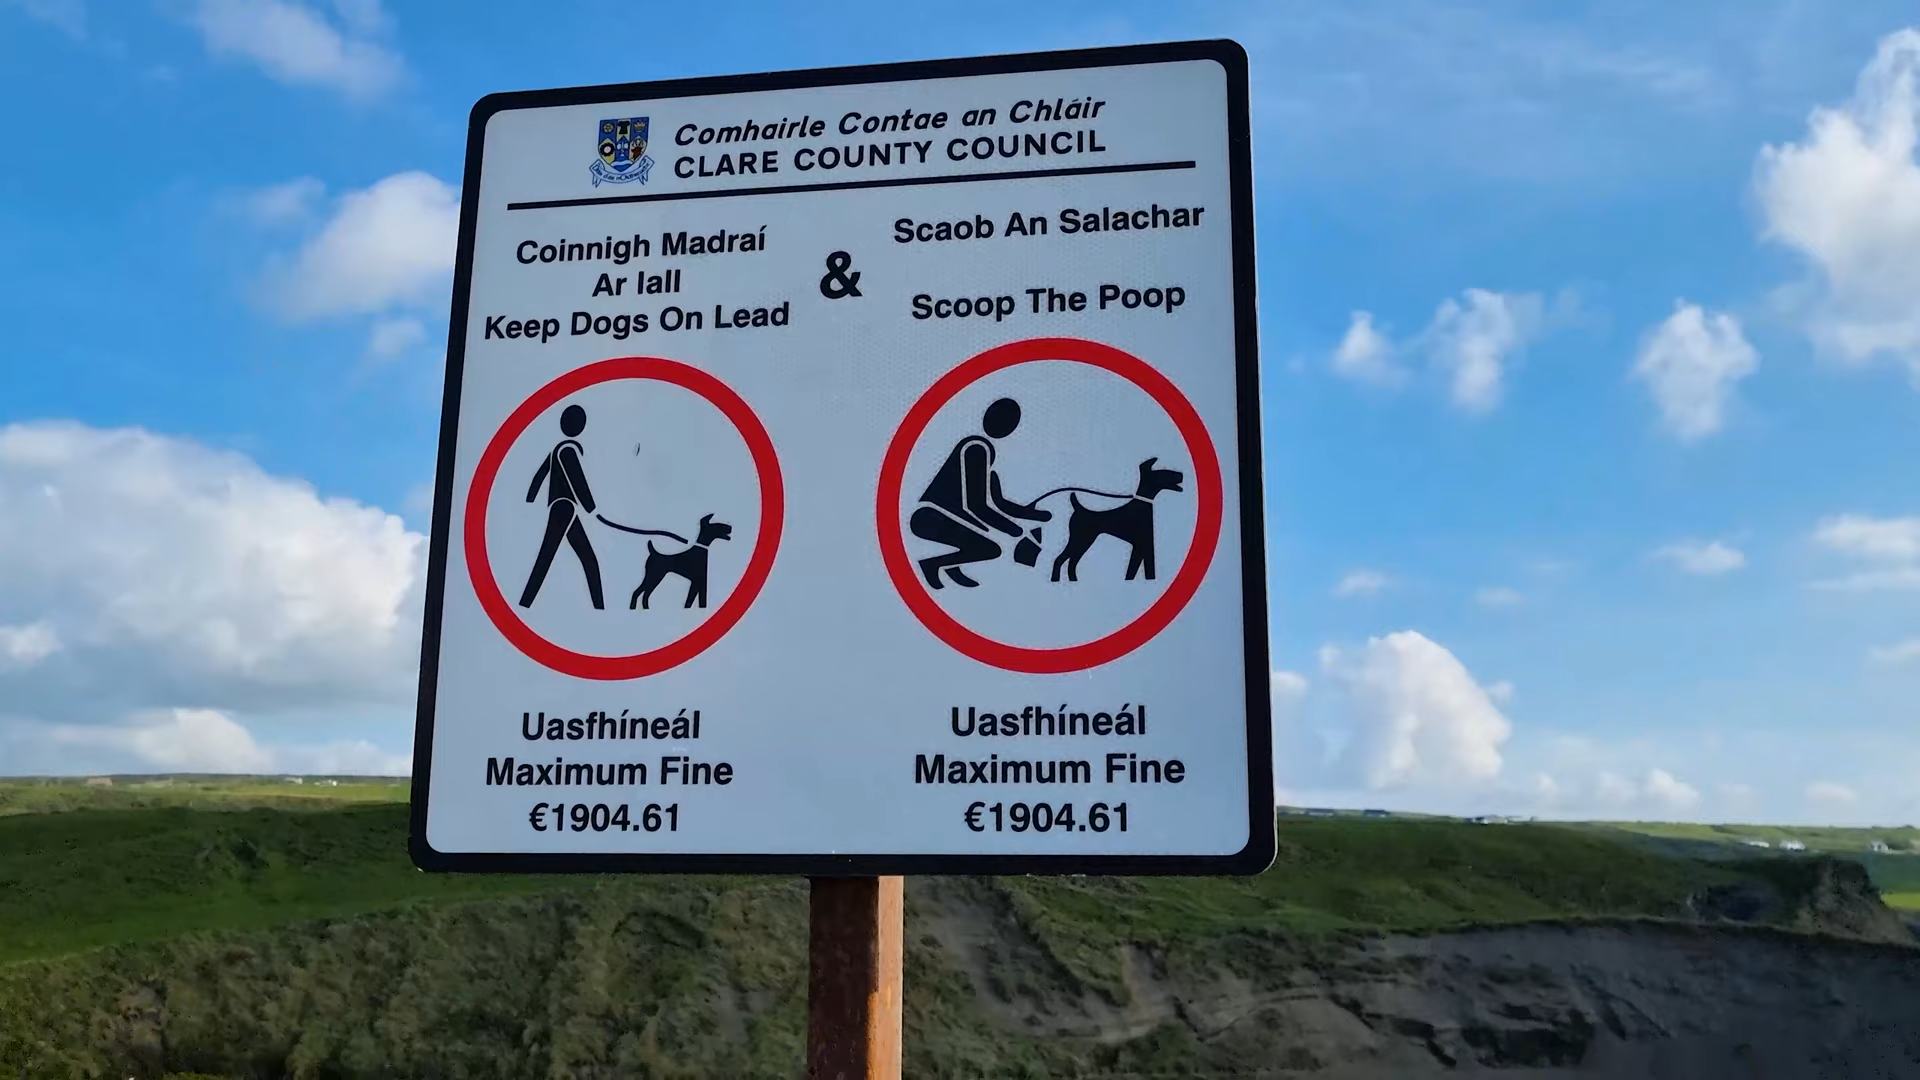 Comhairle Contae an Chláir
CLARE COUNTY COUNCIL
Coinnigh Madraí
Ar Iall
Keep Dogs On Lead
&
Scaob An Salachar
Scoop The Poop
Uasfhíneál
Maximum Fine
€1904.61
Uasfhíneál
Maximum Fine
€1904.61